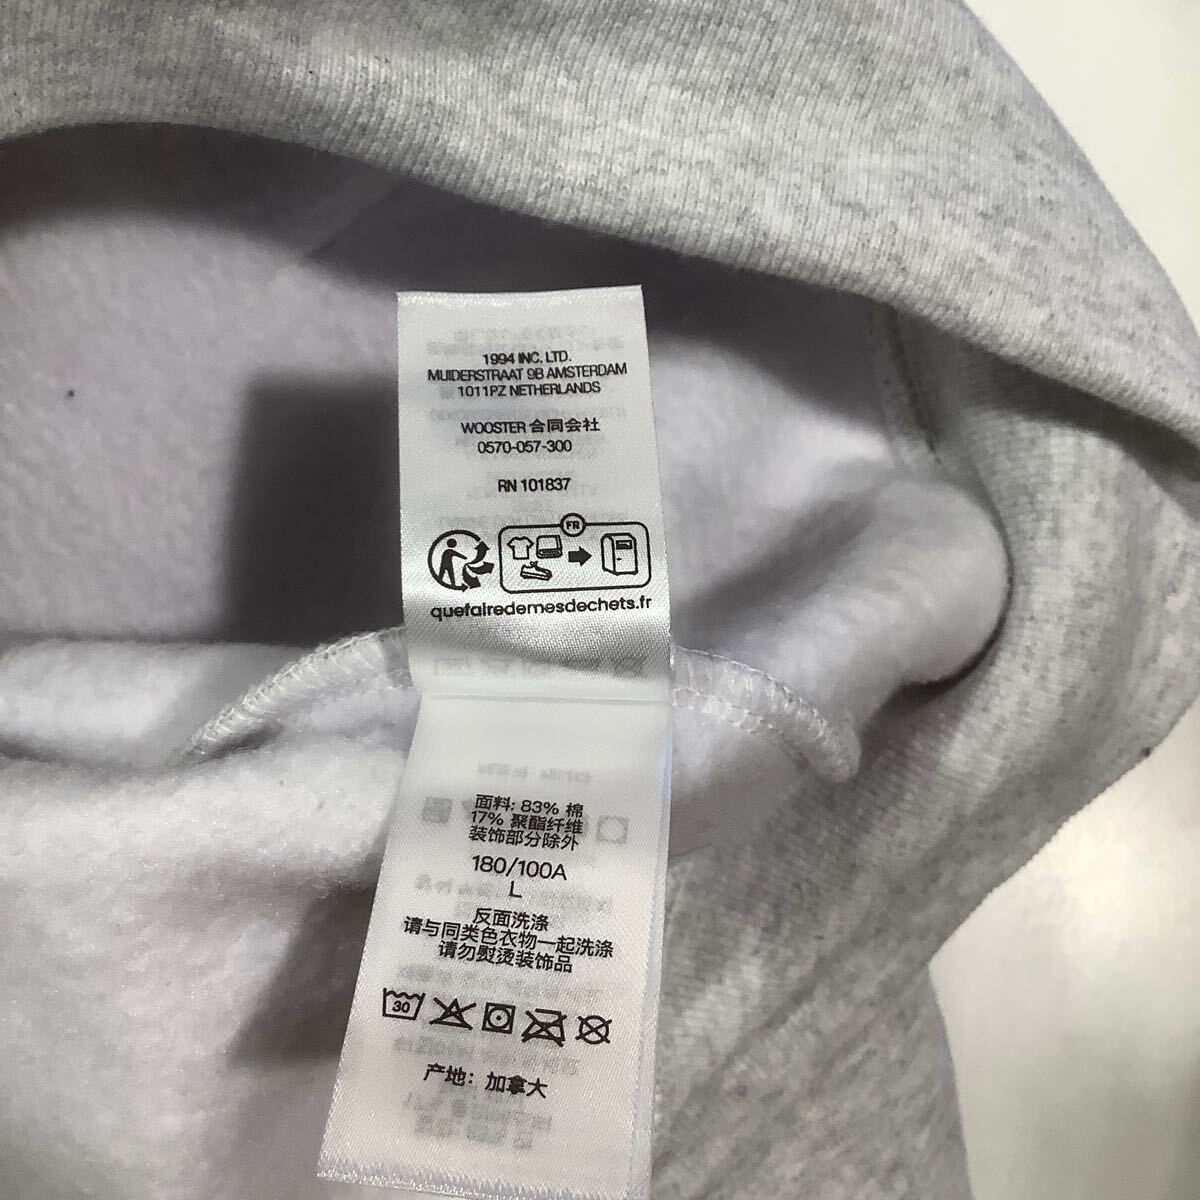 1994 INC. LTD.
MUIDERSTRAAT 9B AMSTERDAM
1011PZ NETHERLANDS
WOOSTER 合同会社
0570-057-300
RN 101837
FR
quefairedemesdechets.fr
面料: 83% 棉
17% 聚酯纤维
装饰部分除外
180/100A
L
反面洗涤
请与同类色衣物一起洗涤
请勿熨烫装饰品
30
产地: 加拿大